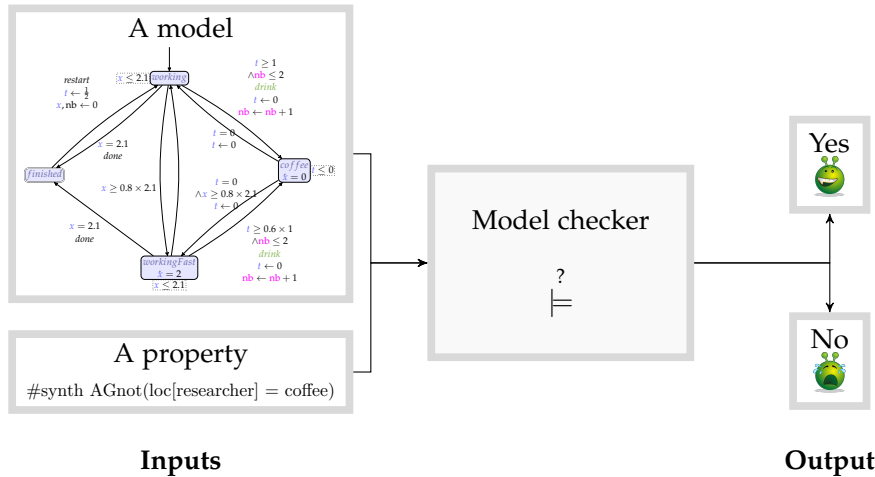 A model
restart
t ← 1/2
x, nb ← 0
x ≤ 2.1
working
t ≥ 1
∧nb ≤ 2
drink
t ← 0
nb ← nb + 1
x = 2.1
done
t = 0
t ← 0
finished
coffee
ẋ = 0
t ≤ 0
x ≥ 0.8 × 2.1
t = 0
∧x ≥ 0.8 × 2.1
t ← 0
x = 2.1
done
t ≥ 0.6 × 1
∧nb ≤ 2
drink
t ← 0
nb ← nb + 1
workingFast
ẋ = 2
x ≤ 2.1
A property
#synth AGnot(loc[researcher] = coffee)
Inputs
Model checker
?
⊨
Yes
No
Output